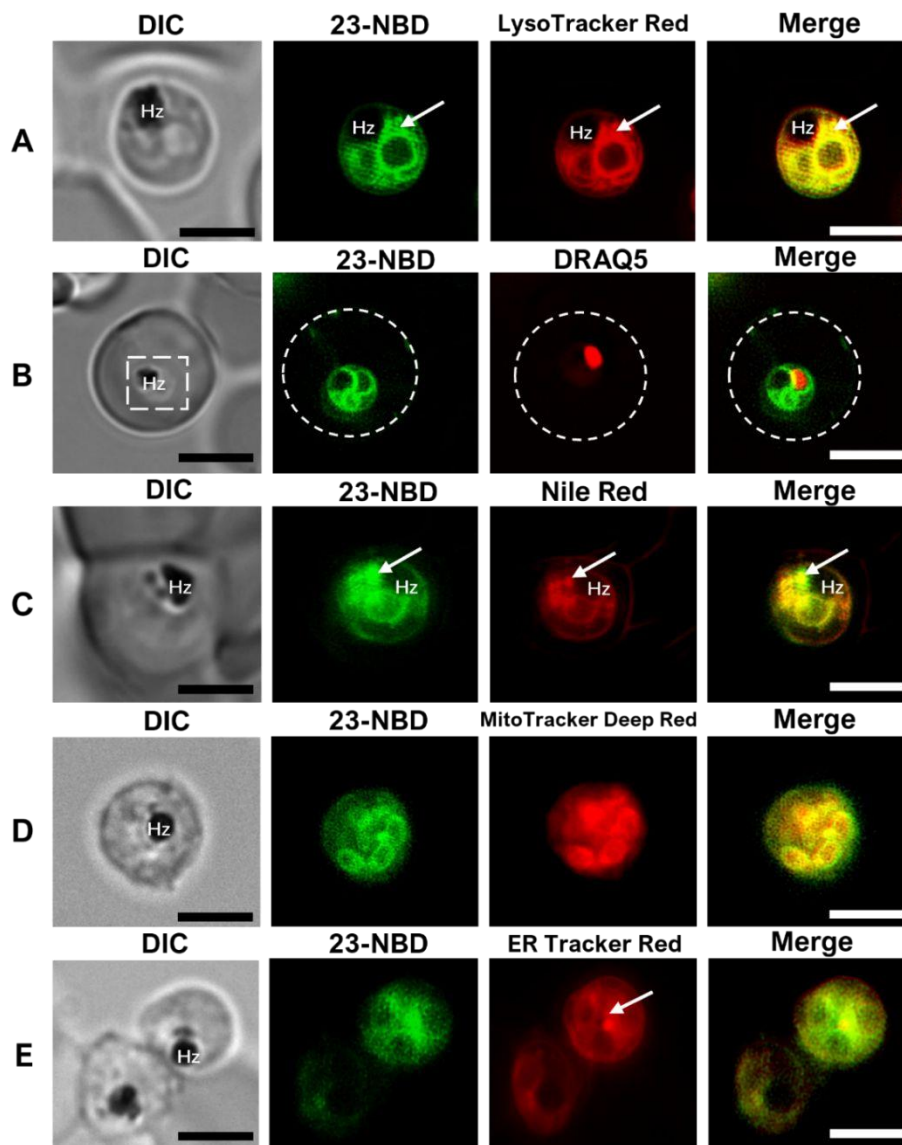 DIC 23-NBD LysoTracker Red Merge
A Hz Hz Hz Hz
DIC 23-NBD DRAQ5 Merge
B Hz
DIC 23-NBD Nile Red Merge
C Hz Hz Hz Hz
DIC 23-NBD MitoTracker Deep Red Merge
D Hz
DIC 23-NBD ER Tracker Red Merge
E Hz